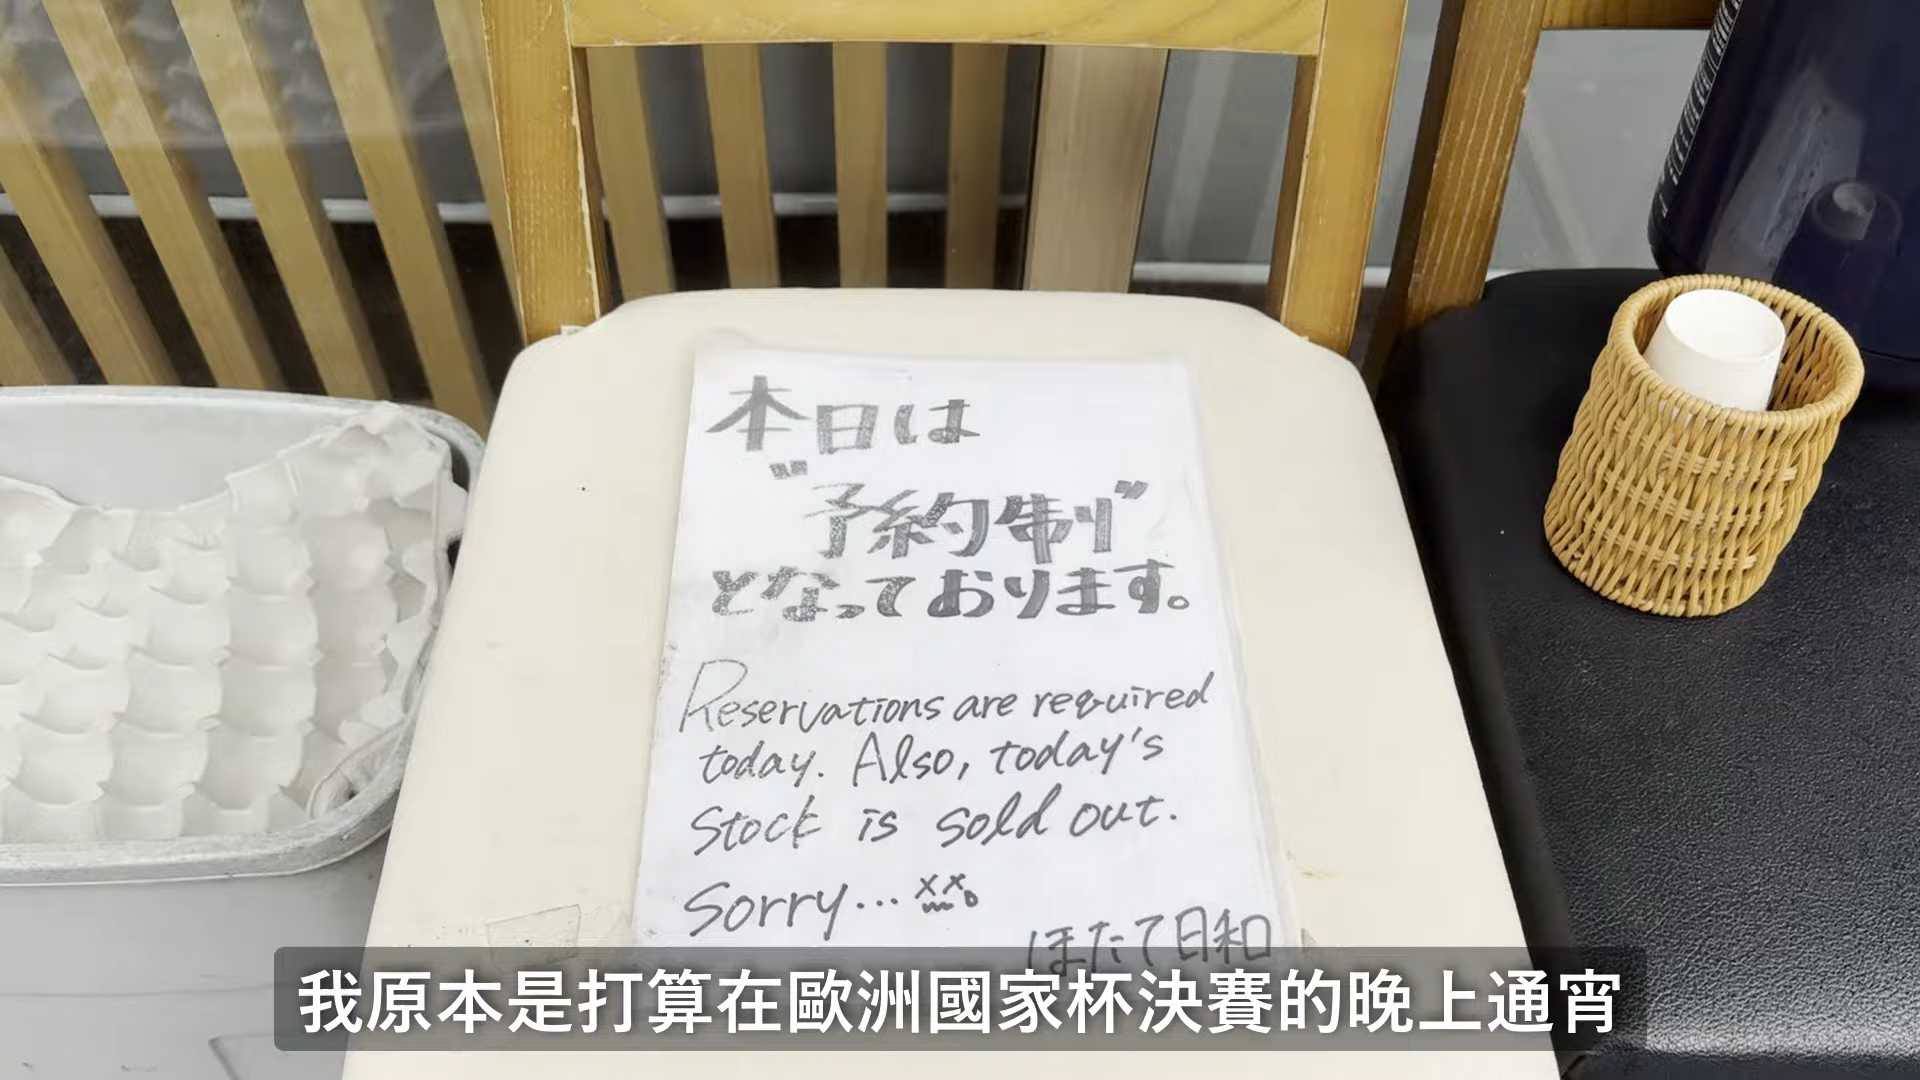 本日は
"予約制"
となっております。
Reservations are required
today. Also, today's
Stock is sold out.
Sorry...
ほたて日和
我原本是打算在歐洲國家杯決賽的晚上通宵